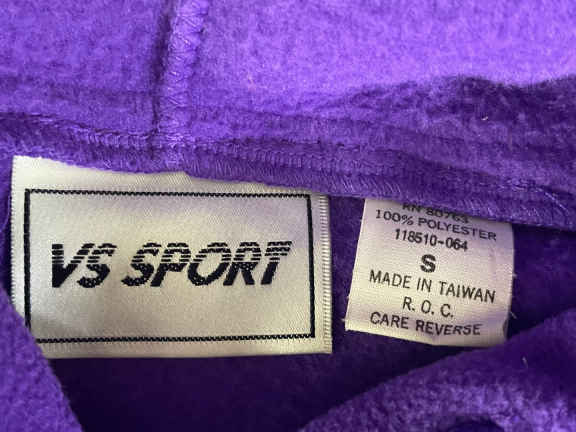 VS SPORT
RN 80763
100% POLYESTER
118510-064
S
MADE IN TAIWAN
R. O. C.
CARE REVERSE